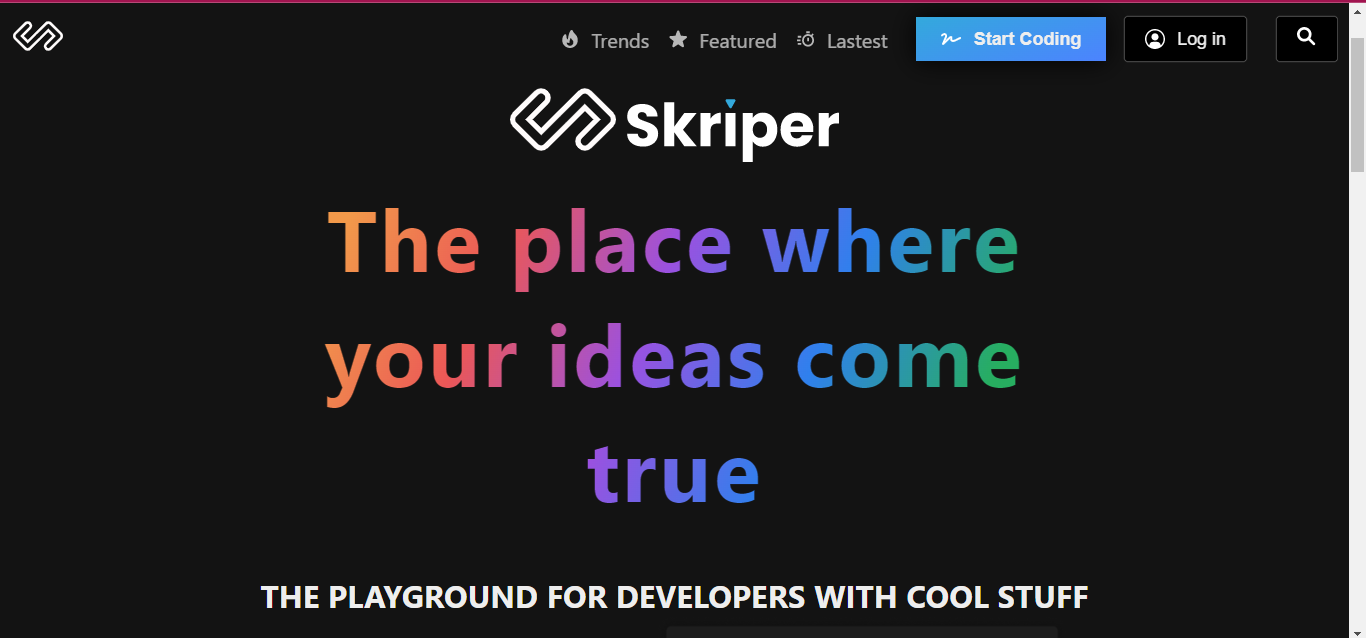 Trends Featured Lastest Start Coding Log in
Skriper
The place where
your ideas come
true
THE PLAYGROUND FOR DEVELOPERS WITH COOL STUFF